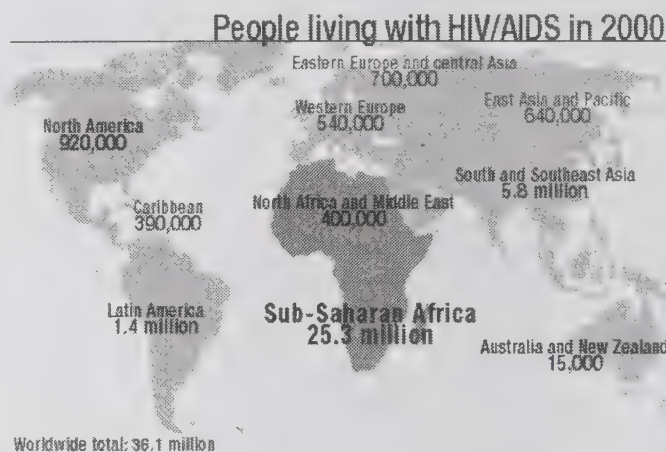 People living with HIV/AIDS in 2000
Eastern Europe and central Asia
700,000
Western Europe
540,000
East Asia and Pacific
640,000
North America
920,000
South and Southeast Asia
5.8 million
Caribbean
390,000
North Africa and Middle East
400,000
Latin America
1.4 million
Sub-Saharan Africa
25.3 million
Australia and New Zealand
15,000
Worldwide total: 36.1 million